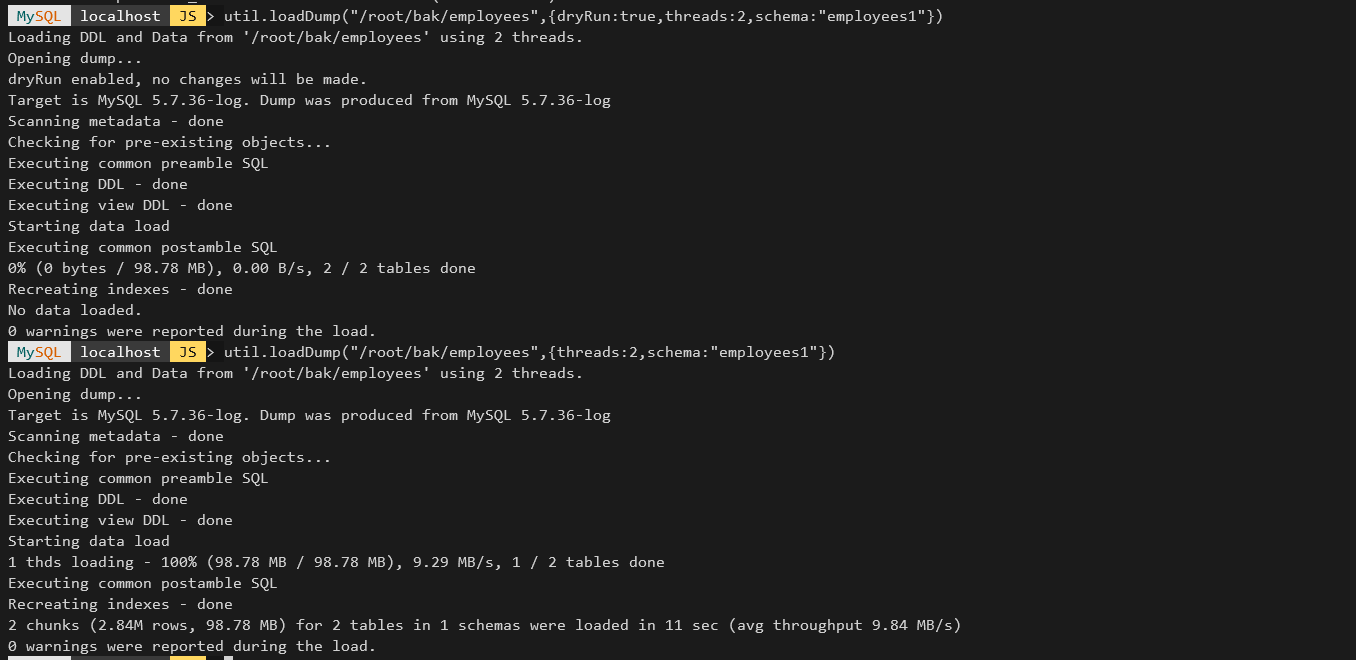 MySQL localhost JS > util.loadDump("/root/bak/employees",{dryRun:true,threads:2,schema:"employees1"})
Loading DDL and Data from '/root/bak/employees' using 2 threads.
Opening dump...
dryRun enabled, no changes will be made.
Target is MySQL 5.7.36-log. Dump was produced from MySQL 5.7.36-log
Scanning metadata - done
Checking for pre-existing objects...
Executing common preamble SQL
Executing DDL - done
Executing view DDL - done
Starting data load
Executing common postamble SQL
0% (0 bytes / 98.78 MB), 0.00 B/s, 2 / 2 tables done
Recreating indexes - done
No data loaded.
0 warnings were reported during the load.
MySQL localhost JS > util.loadDump("/root/bak/employees",{threads:2,schema:"employees1"})
Loading DDL and Data from '/root/bak/employees' using 2 threads.
Opening dump...
Target is MySQL 5.7.36-log. Dump was produced from MySQL 5.7.36-log
Scanning metadata - done
Checking for pre-existing objects...
Executing common preamble SQL
Executing DDL - done
Executing view DDL - done
Starting data load
1 thds loading - 100% (98.78 MB / 98.78 MB), 9.29 MB/s, 1 / 2 tables done
Executing common postamble SQL
Recreating indexes - done
2 chunks (2.84M rows, 98.78 MB) for 2 tables in 1 schemas were loaded in 11 sec (avg throughput 9.84 MB/s)
0 warnings were reported during the load.